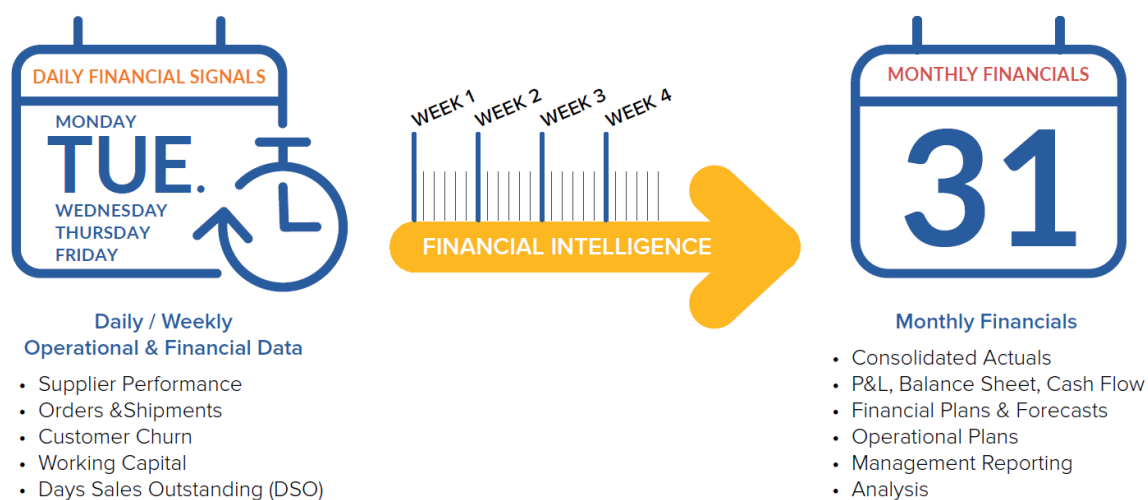 DAILY FINANCIAL SIGNALS
MONDAY
TUE.
WEDNESDAY
THURSDAY
FRIDAY
Daily / Weekly
Operational & Financial Data
• Supplier Performance
• Orders &Shipments
• Customer Churn
• Working Capital
• Days Sales Outstanding (DSO)
WEEK 1
WEEK 2
WEEK 3
WEEK 4
FINANCIAL INTELLIGENCE
MONTHLY FINANCIALS
31
Monthly Financials
• Consolidated Actuals
• P&L, Balance Sheet, Cash Flow
• Financial Plans & Forecasts
• Operational Plans
• Management Reporting
• Analysis